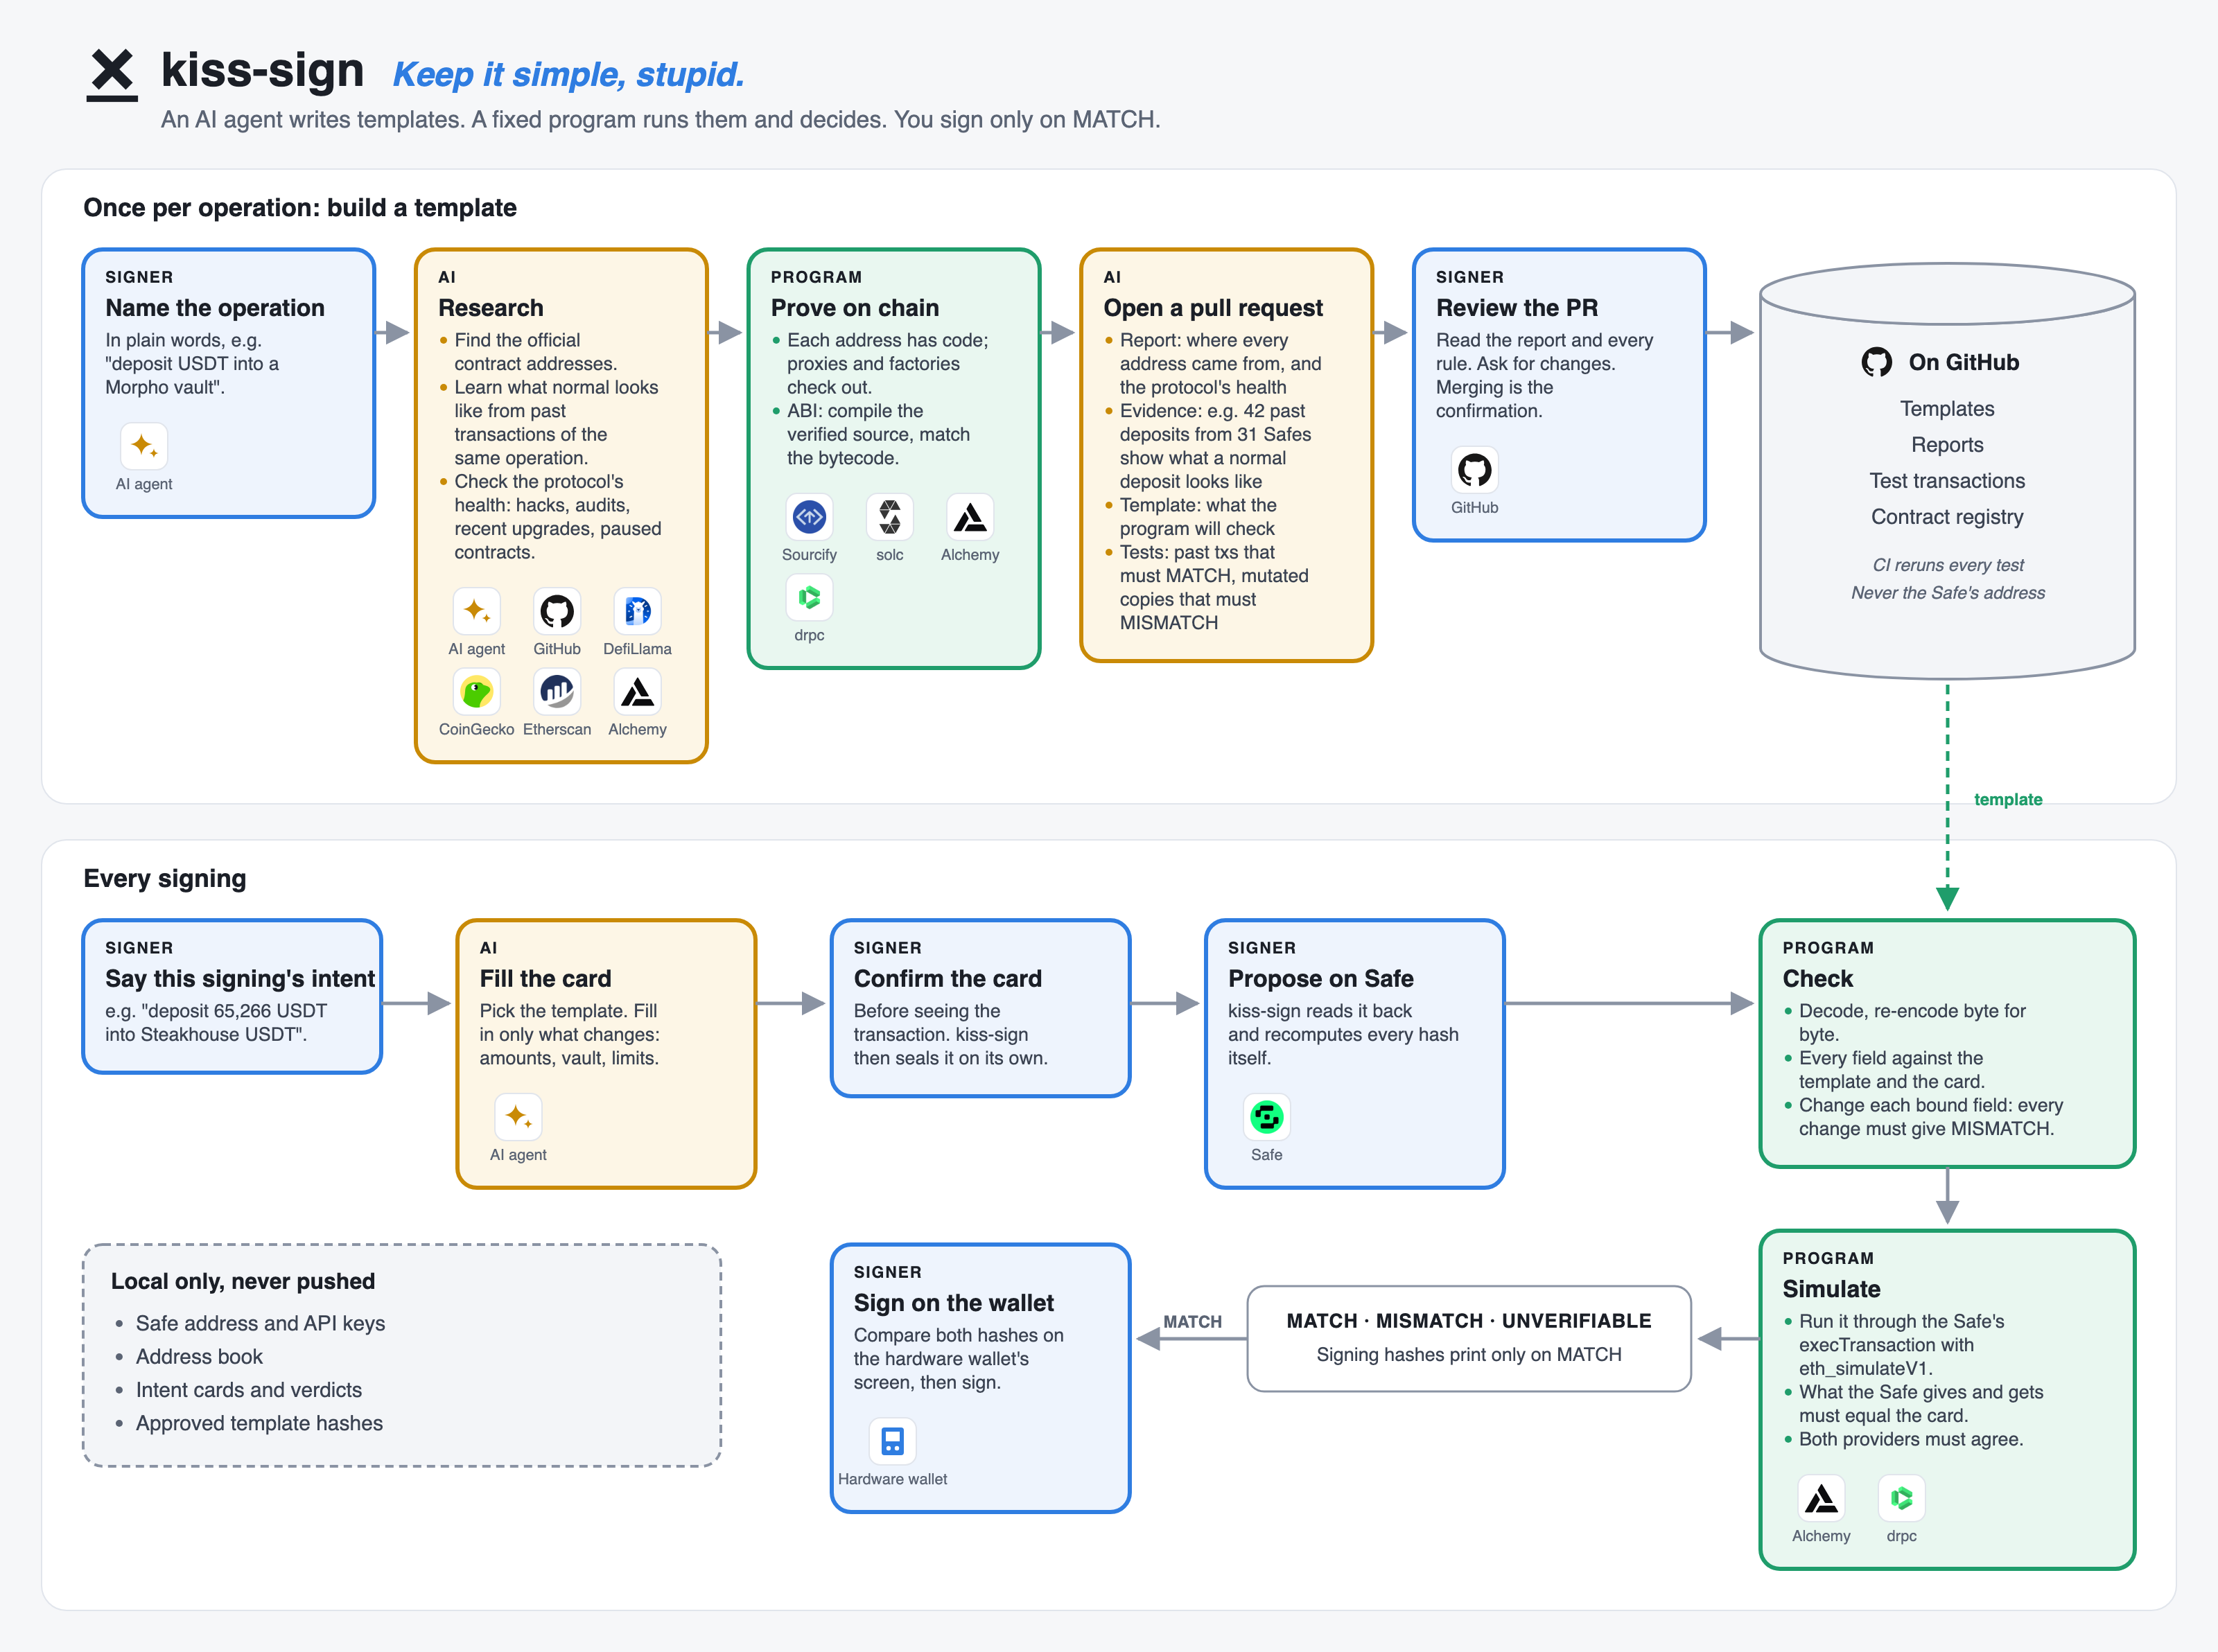 kiss-sign Keep it simple, stupid.
An AI agent writes templates. A fixed program runs them and decides. You sign only on MATCH.
Once per operation: build a template
SIGNER
Name the operation
In plain words, e.g.
"deposit USDT into a
Morpho vault".
AI agent
AI
Research
• Find the official
contract addresses.
• Learn what normal looks
like from past
transactions of the
same operation.
• Check the protocol's
health: hacks, audits,
recent upgrades, paused
contracts.
AI agent GitHub DefiLlama
CoinGecko Etherscan Alchemy
PROGRAM
Prove on chain
• Each address has code;
proxies and factories
check out.
• ABI: compile the
verified source, match
the bytecode.
Sourcify solc Alchemy
drpc
AI
Open a pull request
• Report: where every
address came from, and
the protocol's health
• Evidence: e.g. 42 past
deposits from 31 Safes
show what a normal
deposit looks like
• Template: what the
program will check
• Tests: past txs that
must MATCH, mutated
copies that must
MISMATCH
SIGNER
Review the PR
Read the report and every
rule. Ask for changes.
Merging is the
confirmation.
GitHub
On GitHub
Templates
Reports
Test transactions
Contract registry
CI reruns every test
Never the Safe's address
template
Every signing
SIGNER
Say this signing's intent
e.g. "deposit 65,266 USDT
into Steakhouse USDT".
AI
Fill the card
Pick the template. Fill
in only what changes:
amounts, vault, limits.
AI agent
SIGNER
Confirm the card
Before seeing the
transaction. kiss-sign
then seals it on its own.
SIGNER
Propose on Safe
kiss-sign reads it back
and recomputes every hash
itself.
Safe
PROGRAM
Check
• Decode, re-encode byte for
byte.
• Every field against the
template and the card.
• Change each bound field: every
change must give MISMATCH.
PROGRAM
Simulate
• Run it through the Safe's
execTransaction with
eth_simulateV1.
• What the Safe gives and gets
must equal the card.
• Both providers must agree.
Alchemy drpc
MATCH · MISMATCH · UNVERIFIABLE
Signing hashes print only on MATCH
MATCH
SIGNER
Sign on the wallet
Compare both hashes on
the hardware wallet's
screen, then sign.
Hardware wallet
Local only, never pushed
• Safe address and API keys
• Address book
• Intent cards and verdicts
• Approved template hashes